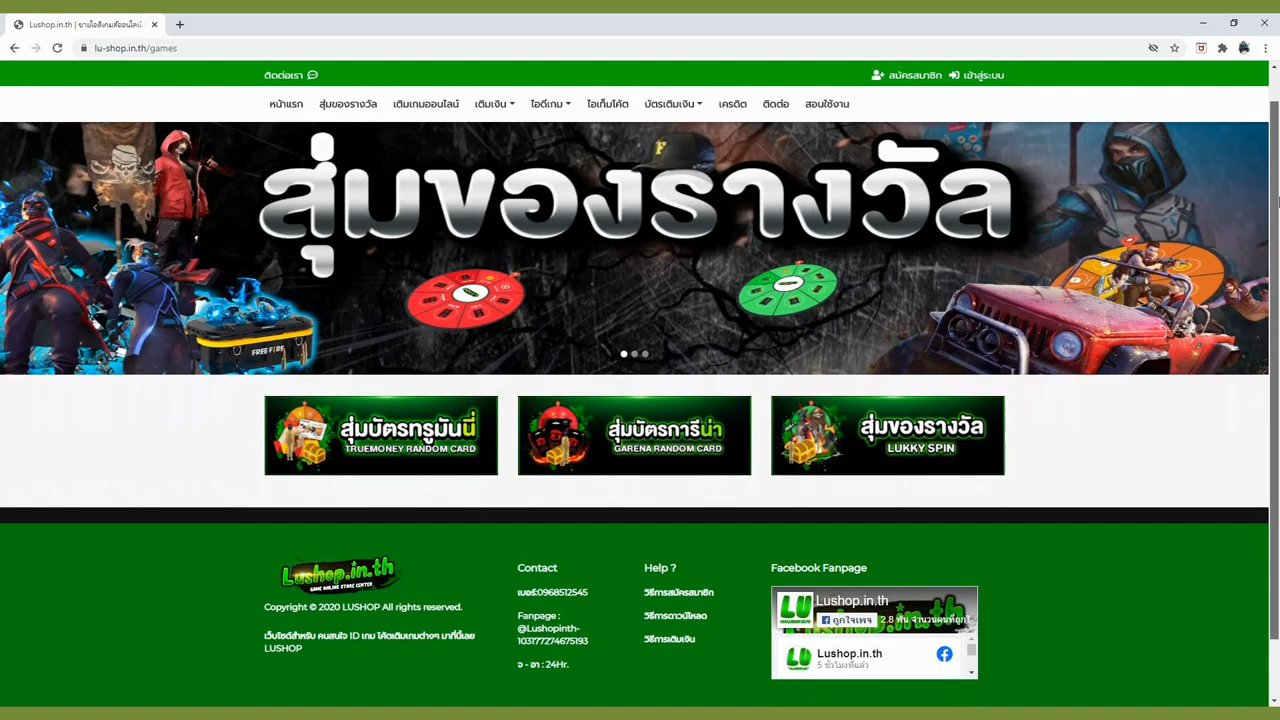 Lushop.in.th | ขายไอดีเกมส์ออนไลน์
lu-shop.in.th/games
ติดต่อเรา
สมัครสมาชิก
เข้าสู่ระบบ
หน้าแรก สุ่มของรางวัล เติมเกมออนไลน์ เติมเงิน ไอดีเกม ไอเท็มโค้ต บัตรเติมเงิน เครดิต ติดต่อ สอนใช้งาน
สุ่มของรางวัล
F
FREE FIRE
สุ่มบัตรทรูมันนี่
TRUEMONEY RANDOM CARD
สุ่มบัตรการีน่า
GARENA RANDOM CARD
สุ่มของรางวัล
LUKKY SPIN
Lushop.in.th
GAME ONLINE STORE CENTER
Copyright © 2020 LUSHOP All rights reserved.
เว็บไซต์สำหรับ คนสนใจ ID เกม โค้ตเติมเกมต่างๆ มาที่นี่เลย
LUSHOP
Contact
เบอร์:0968512545
Fanpage :
@Lushopinth-
103177274675193
จ - อา : 24Hr.
Help ?
วิธีการสมัครสมาชิก
วิธีการดาวน์โหลด
วิธีการเติมเงิน
Facebook Fanpage
LU
Lushop.in.th
ถูกใจเพจ
2.8 พัน จำนวนคนที่ถูกใ
Lushop.in.th
5 ชั่วโมงที่แล้ว